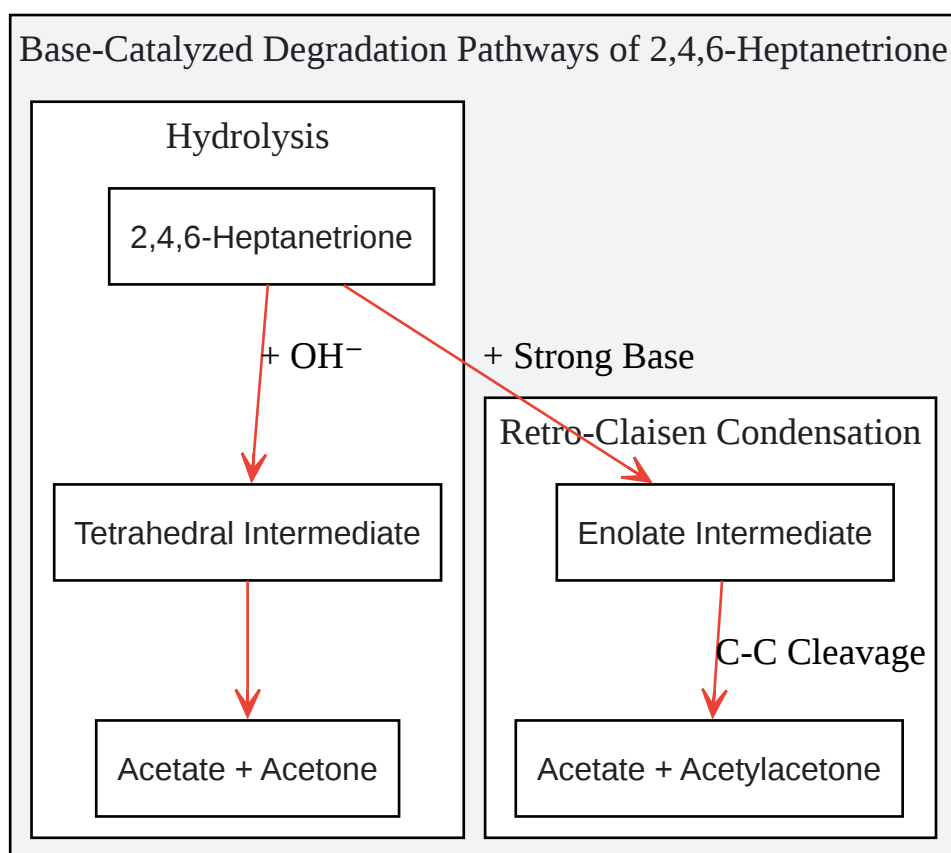 Base-Catalyzed Degradation Pathways of 2,4,6-Heptanetrione
Hydrolysis
2,4,6-Heptanetrione
+ OH⁻
+ Strong Base
Retro-Claisen Condensation
Tetrahedral Intermediate
Enolate Intermediate
C-C Cleavage
Acetate + Acetone
Acetate + Acetylacetone